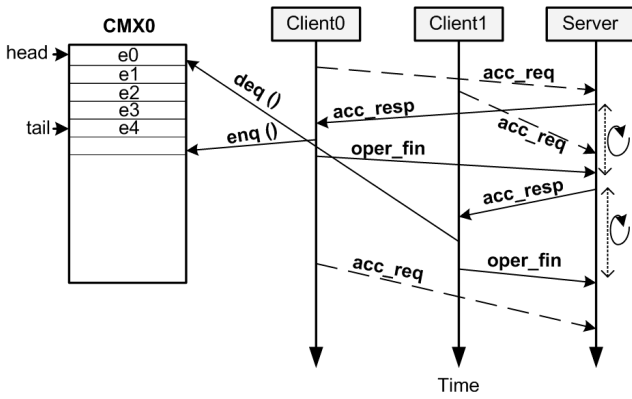 CMX0
Client0
Client1
Server
head
e0
e1
e2
e3
tail
e4
deq ()
enq ()
acc_req
acc_resp
acc_req
oper_fin
acc_resp
acc_req
oper_fin
Time